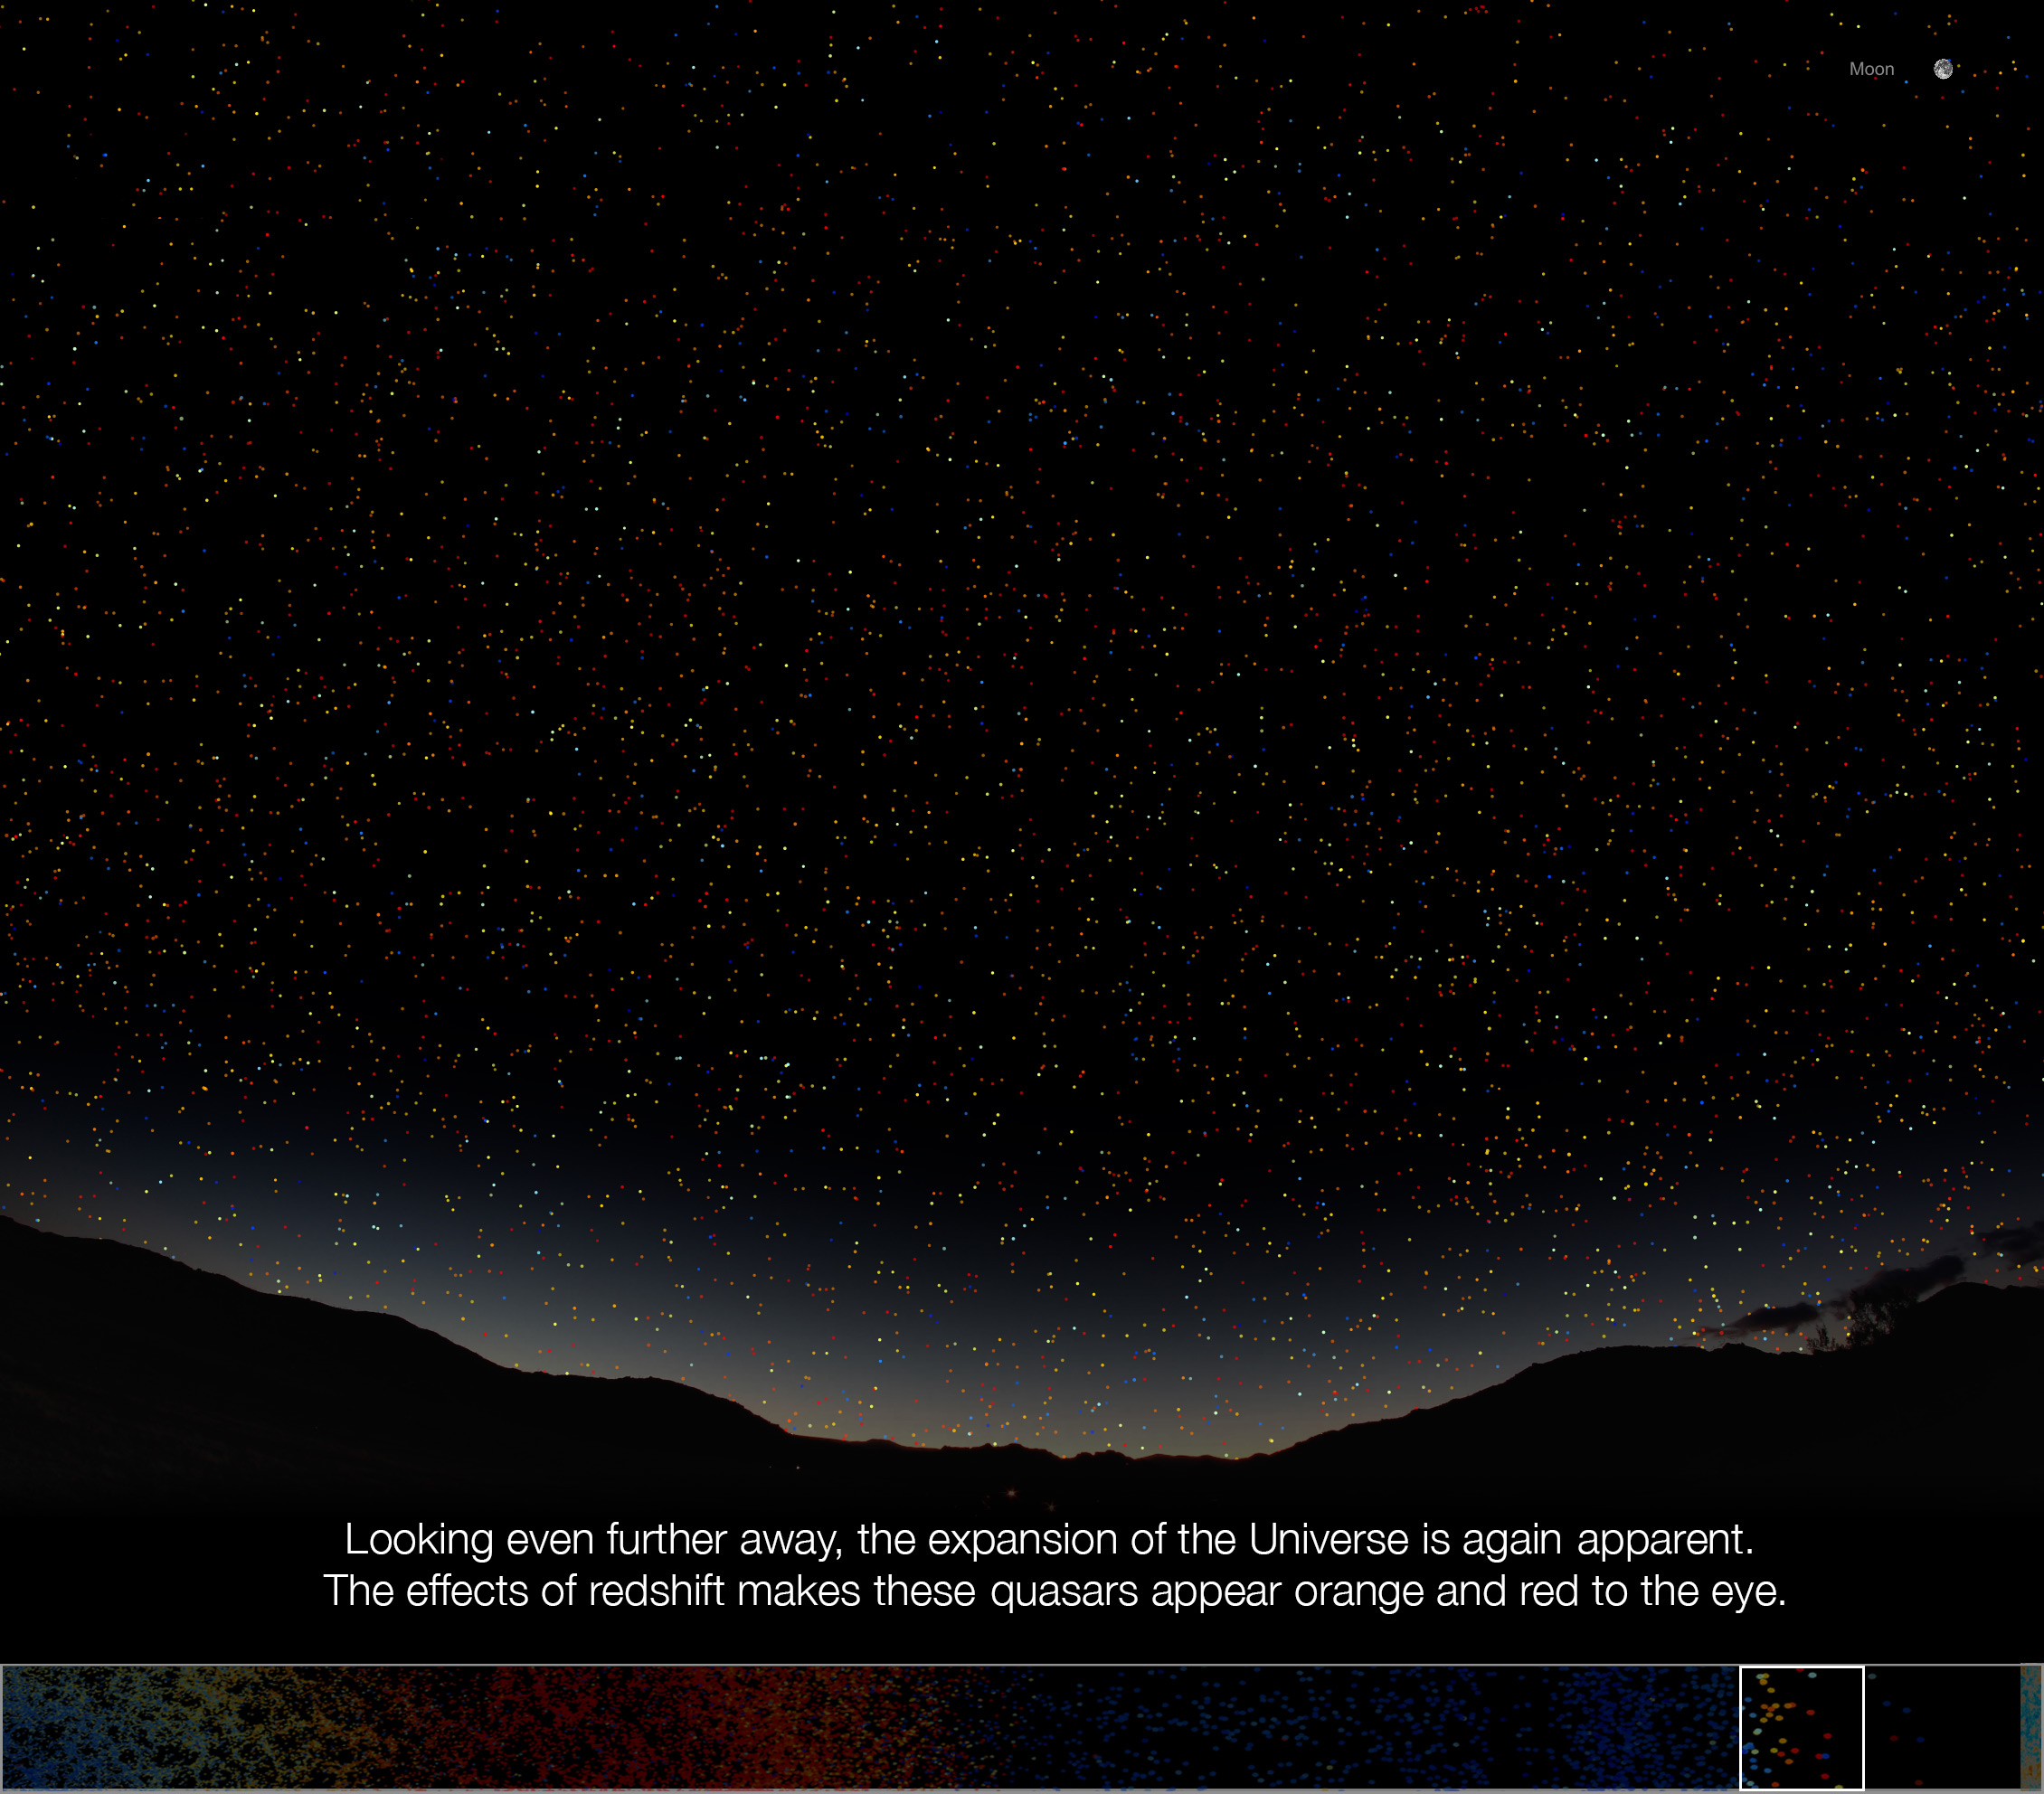 Moon
Looking even further away, the expansion of the Universe is again apparent.
The effects of redshift makes these quasars appear orange and red to the eye.